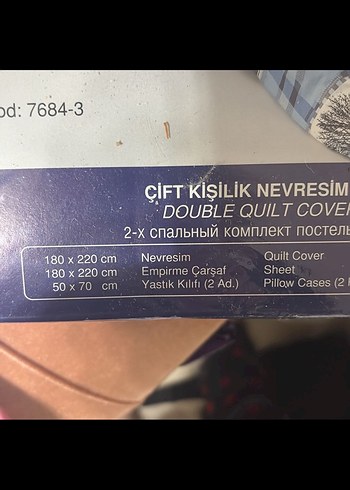 od: 7684-3
ÇİFT KİŞİLİK NEVRESİM
DOUBLE QUILT COVER
2-х спальный комплект постель
180 x 220 cm Nevresim Quilt Cover
180 x 220 cm Empirme Çarşaf Sheet
50 x 70 cm Yastık Kılıfı (2 Ad.) Pillow Cases (2